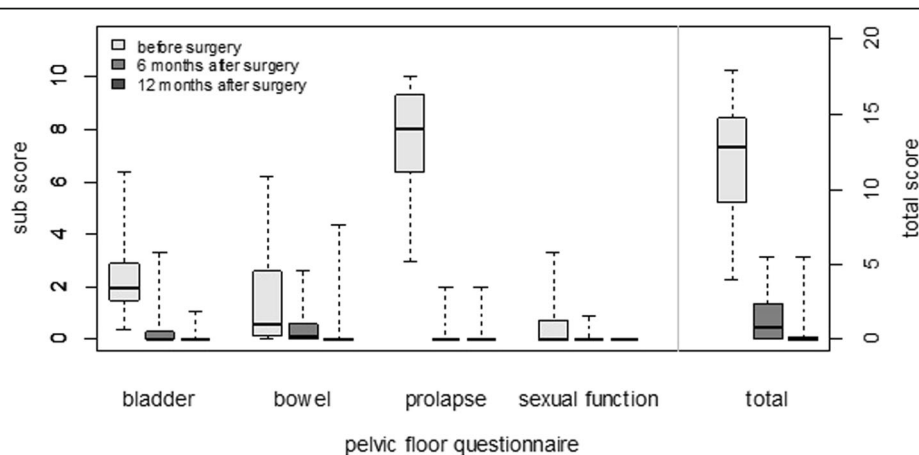 before surgery
6 months after surgery
12 months after surgery
sub score
10
8
6
4
2
0
20
15
10
5
0
total score
bladder bowel prolapse sexual function total
pelvic floor questionnaire